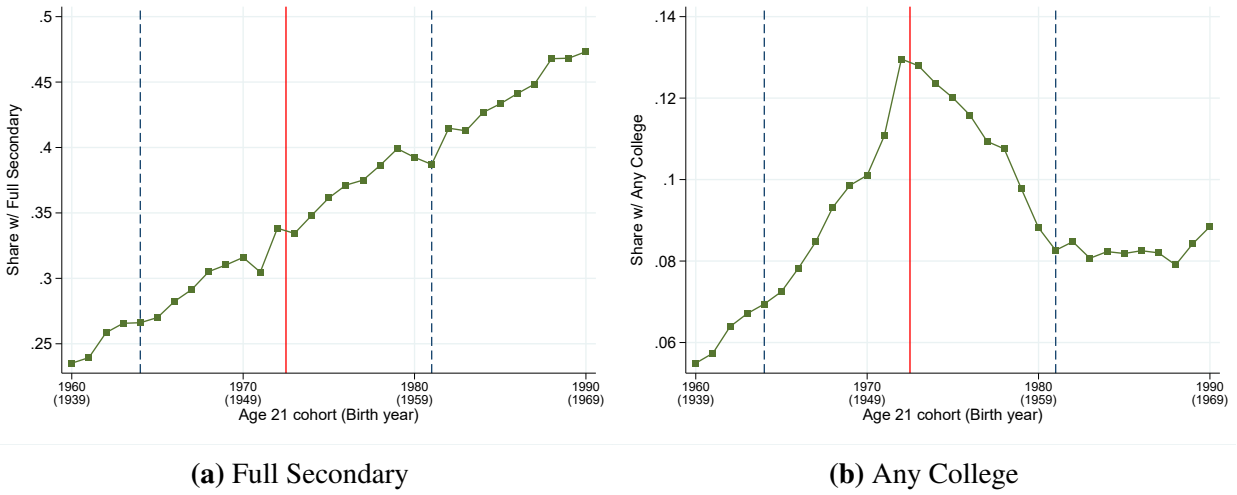 .5
.45
.4
.35
.3
.25
Share w/ Full Secondary
1960 1970 1980 1990
(1939) (1949) (1959) (1969)
Age 21 cohort (Birth year)
(a) Full Secondary
.14
.12
.1
.08
.06
Share w/ Any College
1960 1970 1980 1990
(1939) (1949) (1959) (1969)
Age 21 cohort (Birth year)
(b) Any College